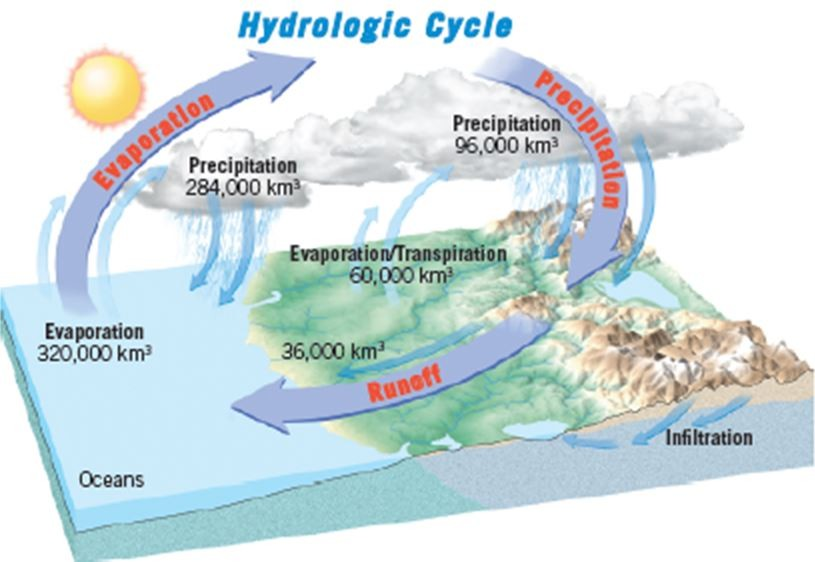 Hydrologic Cycle
Evaporation
Precipitation
Precipitation
96,000 km³
Precipitation
284,000 km³
Evaporation/Transpiration
60,000 km³
Evaporation
320,000 km³
36,000 km³
Runoff
Infiltration
Oceans